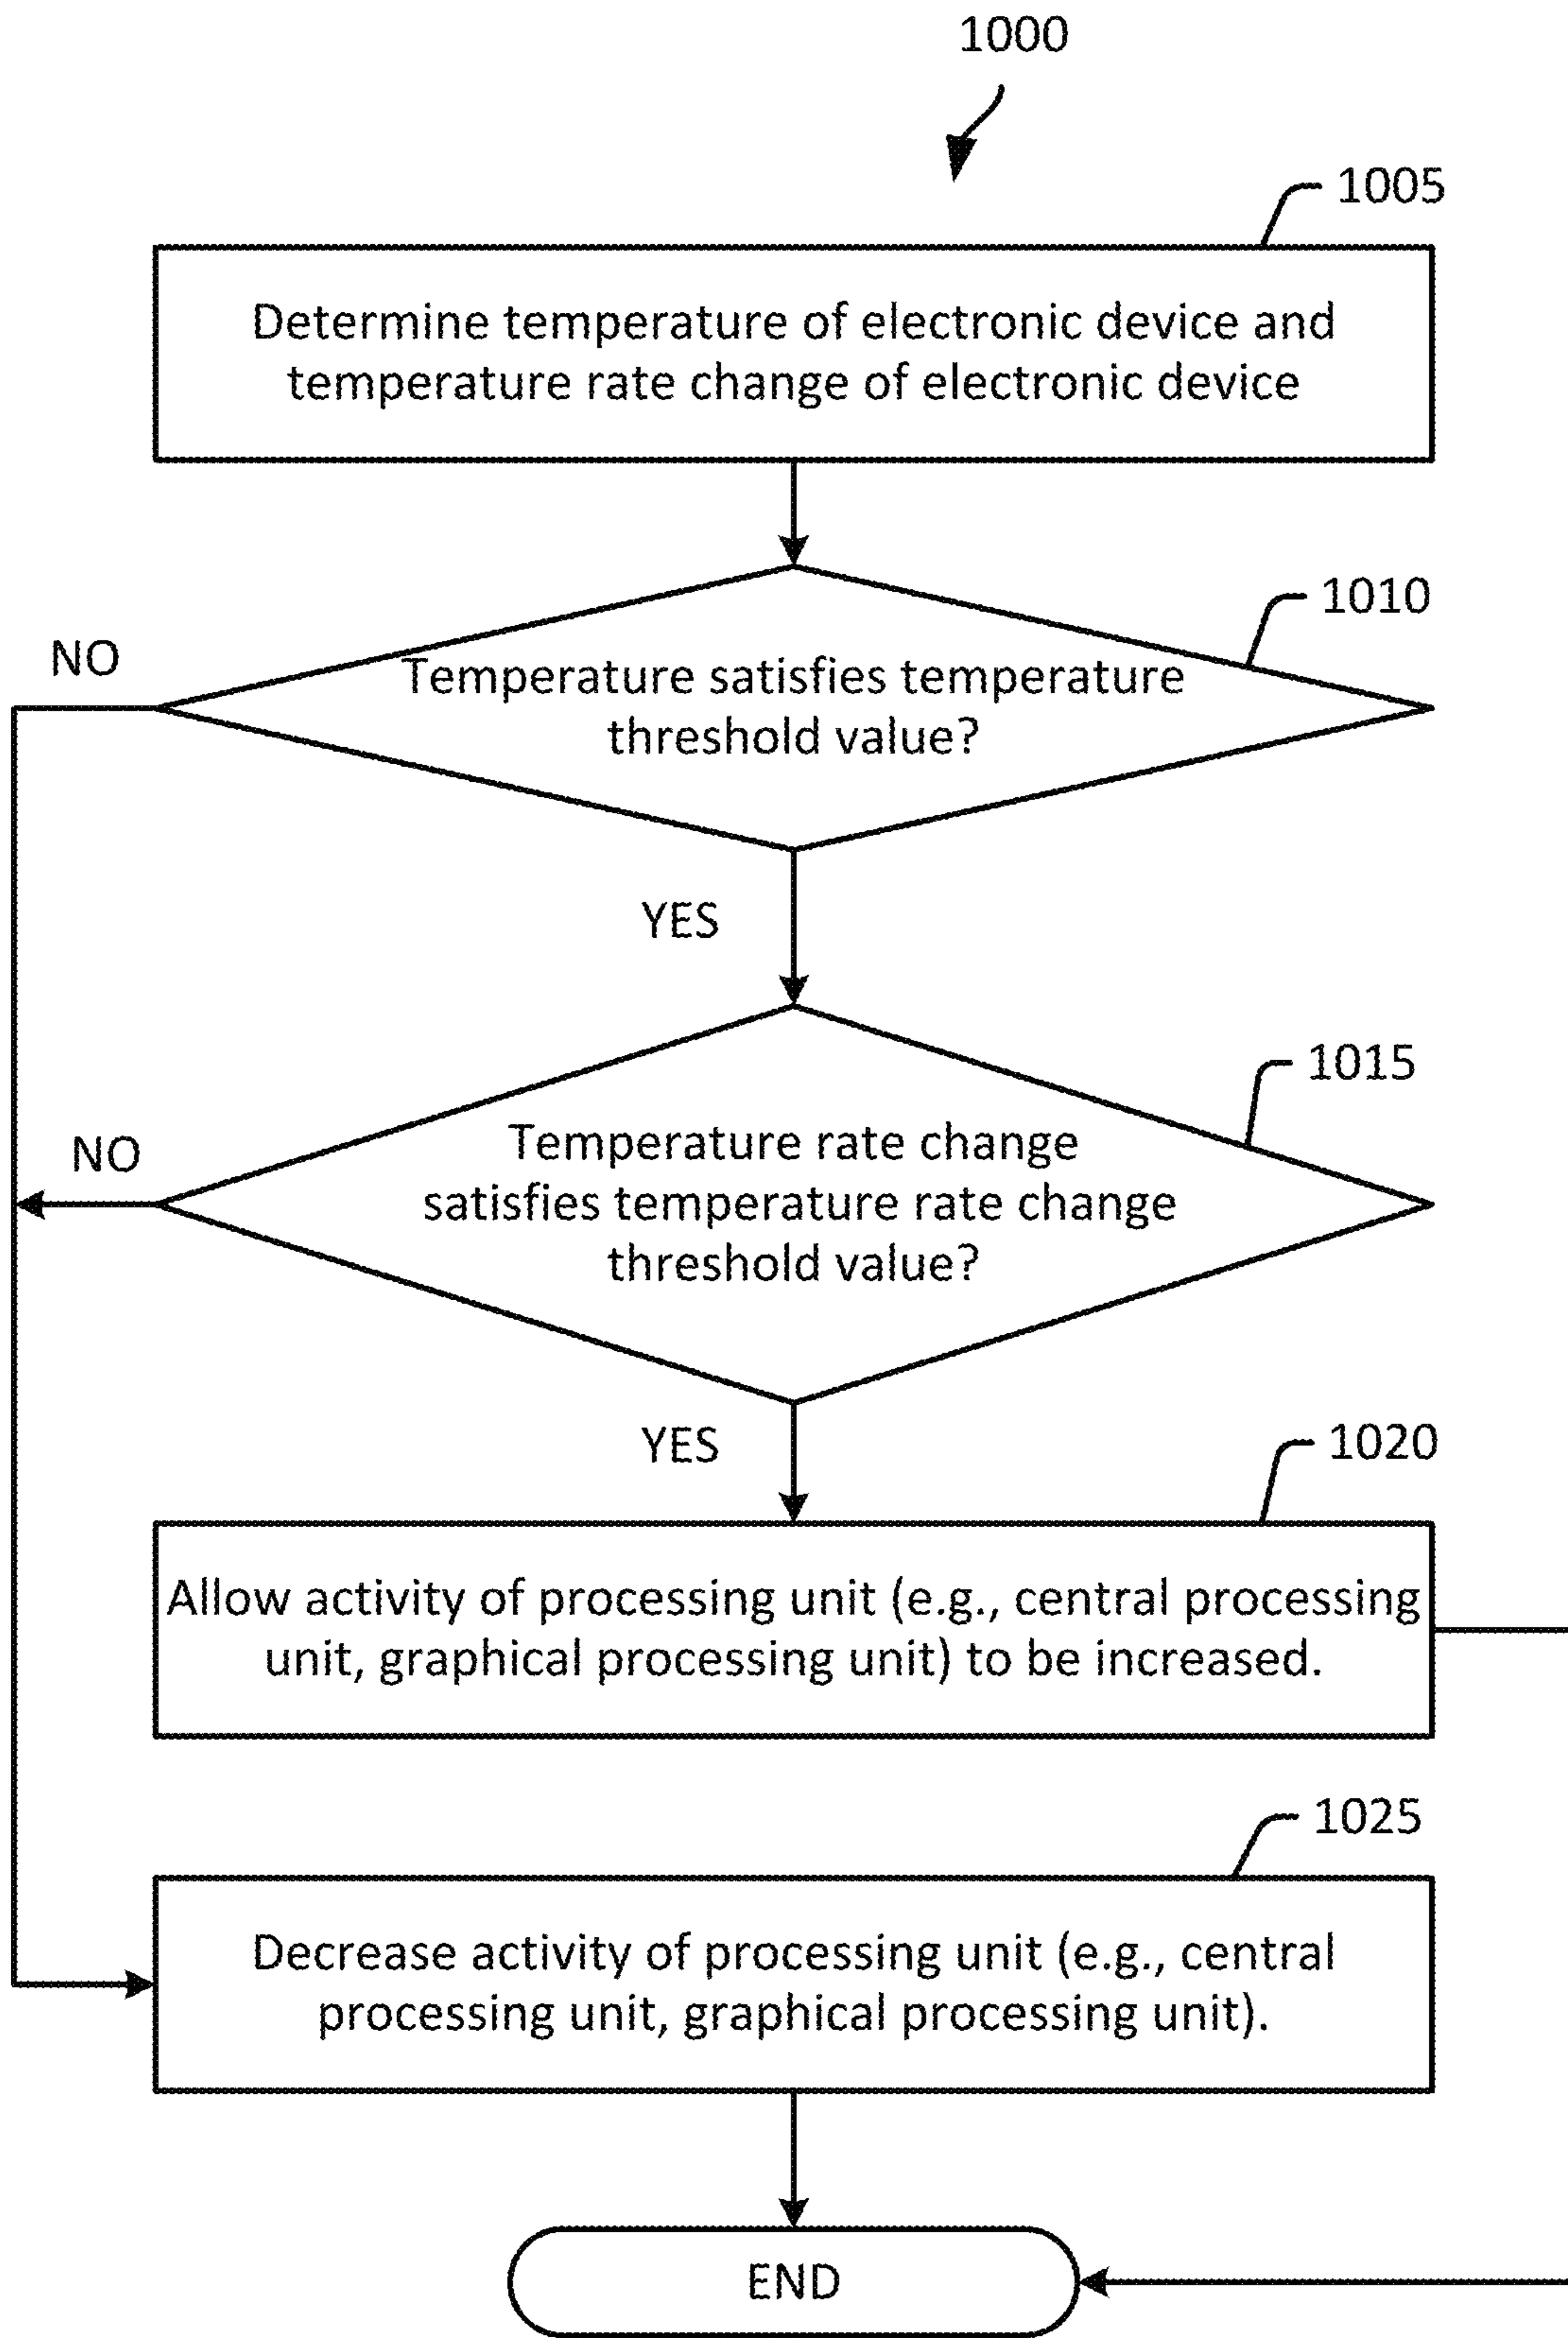 1000
1005
Determine temperature of electronic device and
temperature rate change of electronic device
1010
NO
Temperature satisfies temperature
threshold value?
YES
1015
NO
Temperature rate change
satisfies temperature rate change
threshold value?
YES
1020
Allow activity of processing unit (e.g., central processing
unit, graphical processing unit) to be increased.
1025
Decrease activity of processing unit (e.g., central
processing unit, graphical processing unit).
END